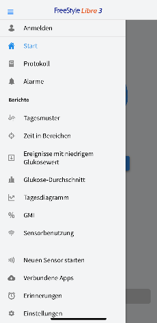 FreeStyle Libre 3
Anmelden
Start
Protokoll
Alarme
Berichte
Tagesmuster
Zeit in Bereichen
Ereignisse mit niedrigem
Glukosewert
Glukose-Durchschnitt
Tagesdiagramm
% GMI
Sensorbenutzung
Neuen Sensor starten
Verbundene Apps
Erinnerungen
Einstellungen